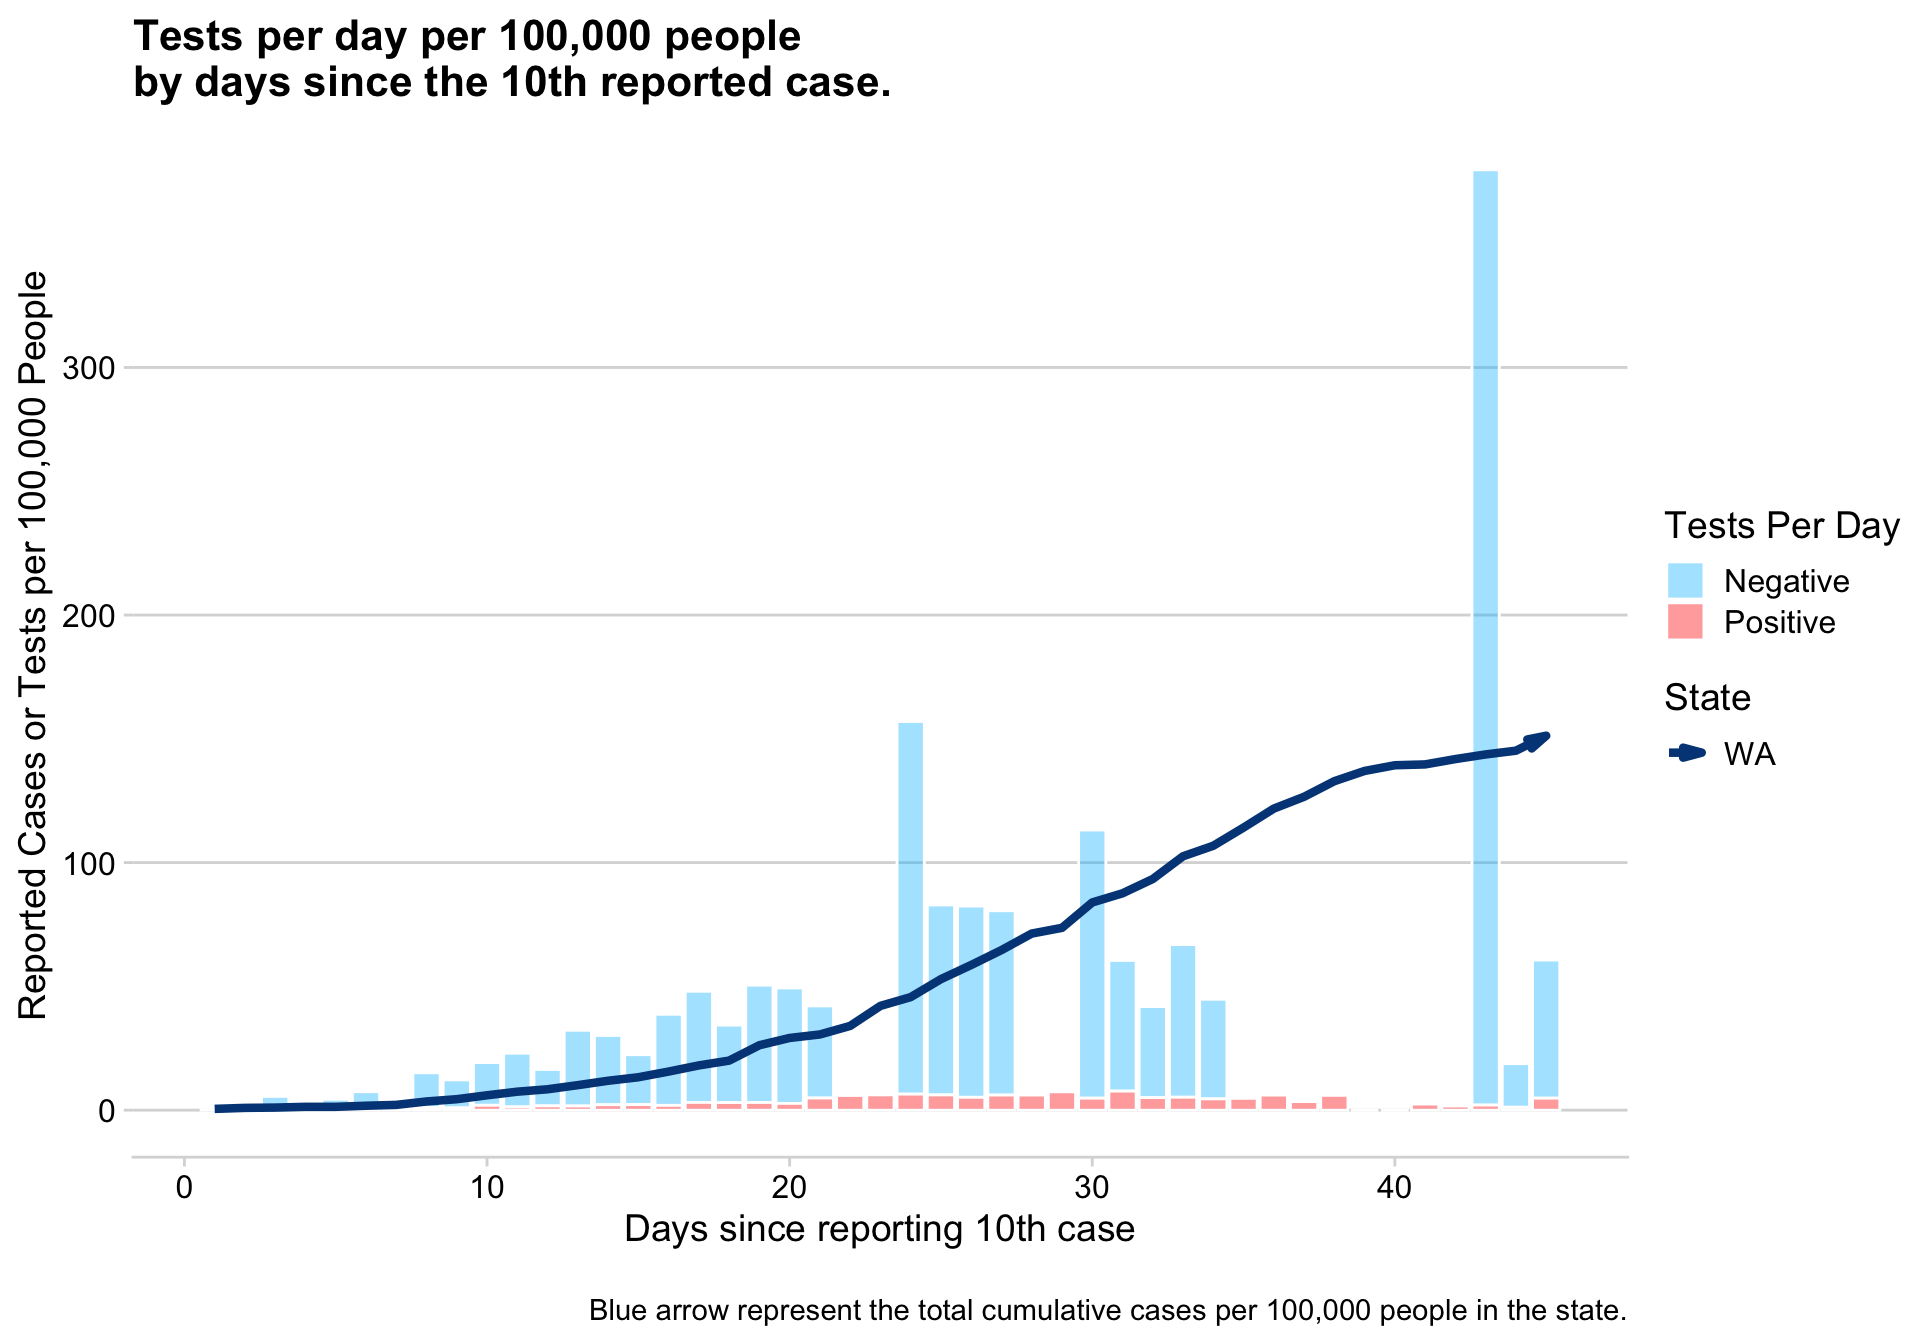 Tests per day per 100,000 people
by days since the 10th reported case.
Reported Cases or Tests per 100,000 People
300
200
100
0
0 10 20 30 40
Days since reporting 10th case
Tests Per Day
Negative
Positive
State
WA
Blue arrow represent the total cumulative cases per 100,000 people in the state.